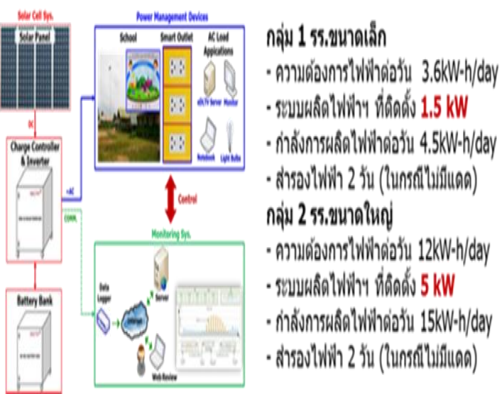 Solar Cell Sys.
Solar Panel
DC
Charge Controller
& Inverter
Battery Bank
AC
COMM.
Power Management Devices
School
Smart Outlet
AC Load
Appications
eDLTV Server
Monitor
Notebook
Light Bulbs
Control
Monitoring Sys.
Data
Logger
Server
Web-Review
กลุ่ม 1 รร.ขนาดเล็ก
- ความต้องการไฟฟ้าต่อวัน 3.6kW-h/day
- ระบบผลิตไฟฟ้าฯ ที่ติดตั้ง 1.5 kW
- กำลังการผลิตไฟฟ้าต่อวัน 4.5kW-h/day
- สำรองไฟฟ้า 2 วัน (ในกรณีไม่มีแดด)
กลุ่ม 2 รร.ขนาดใหญ่
- ความต้องการไฟฟ้าต่อวัน 12kW-h/day
- ระบบผลิตไฟฟ้าฯ ที่ติดตั้ง 5 kW
- กำลังการผลิตไฟฟ้าต่อวัน 15kW-h/day
- สำรองไฟฟ้า 2 วัน (ในกรณีไม่มีแดด)